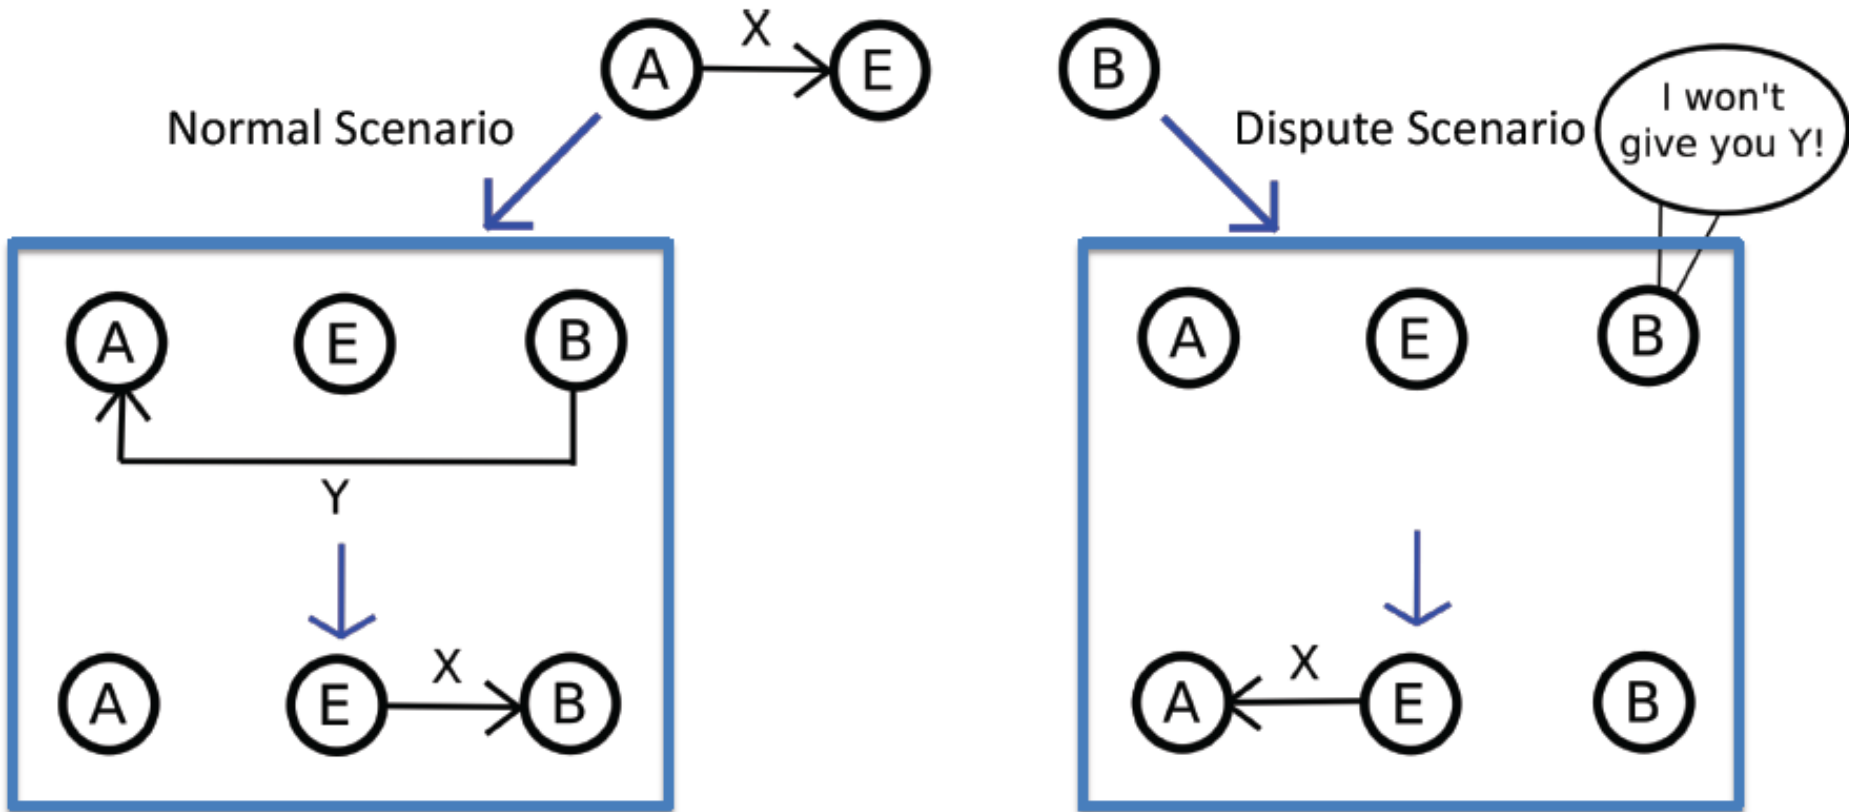 X
A
E
B
Normal Scenario
Dispute Scenario
I won't
give you Y!
A
E
B
Y
X
A
E
B
A
E
B
X
A
E
B